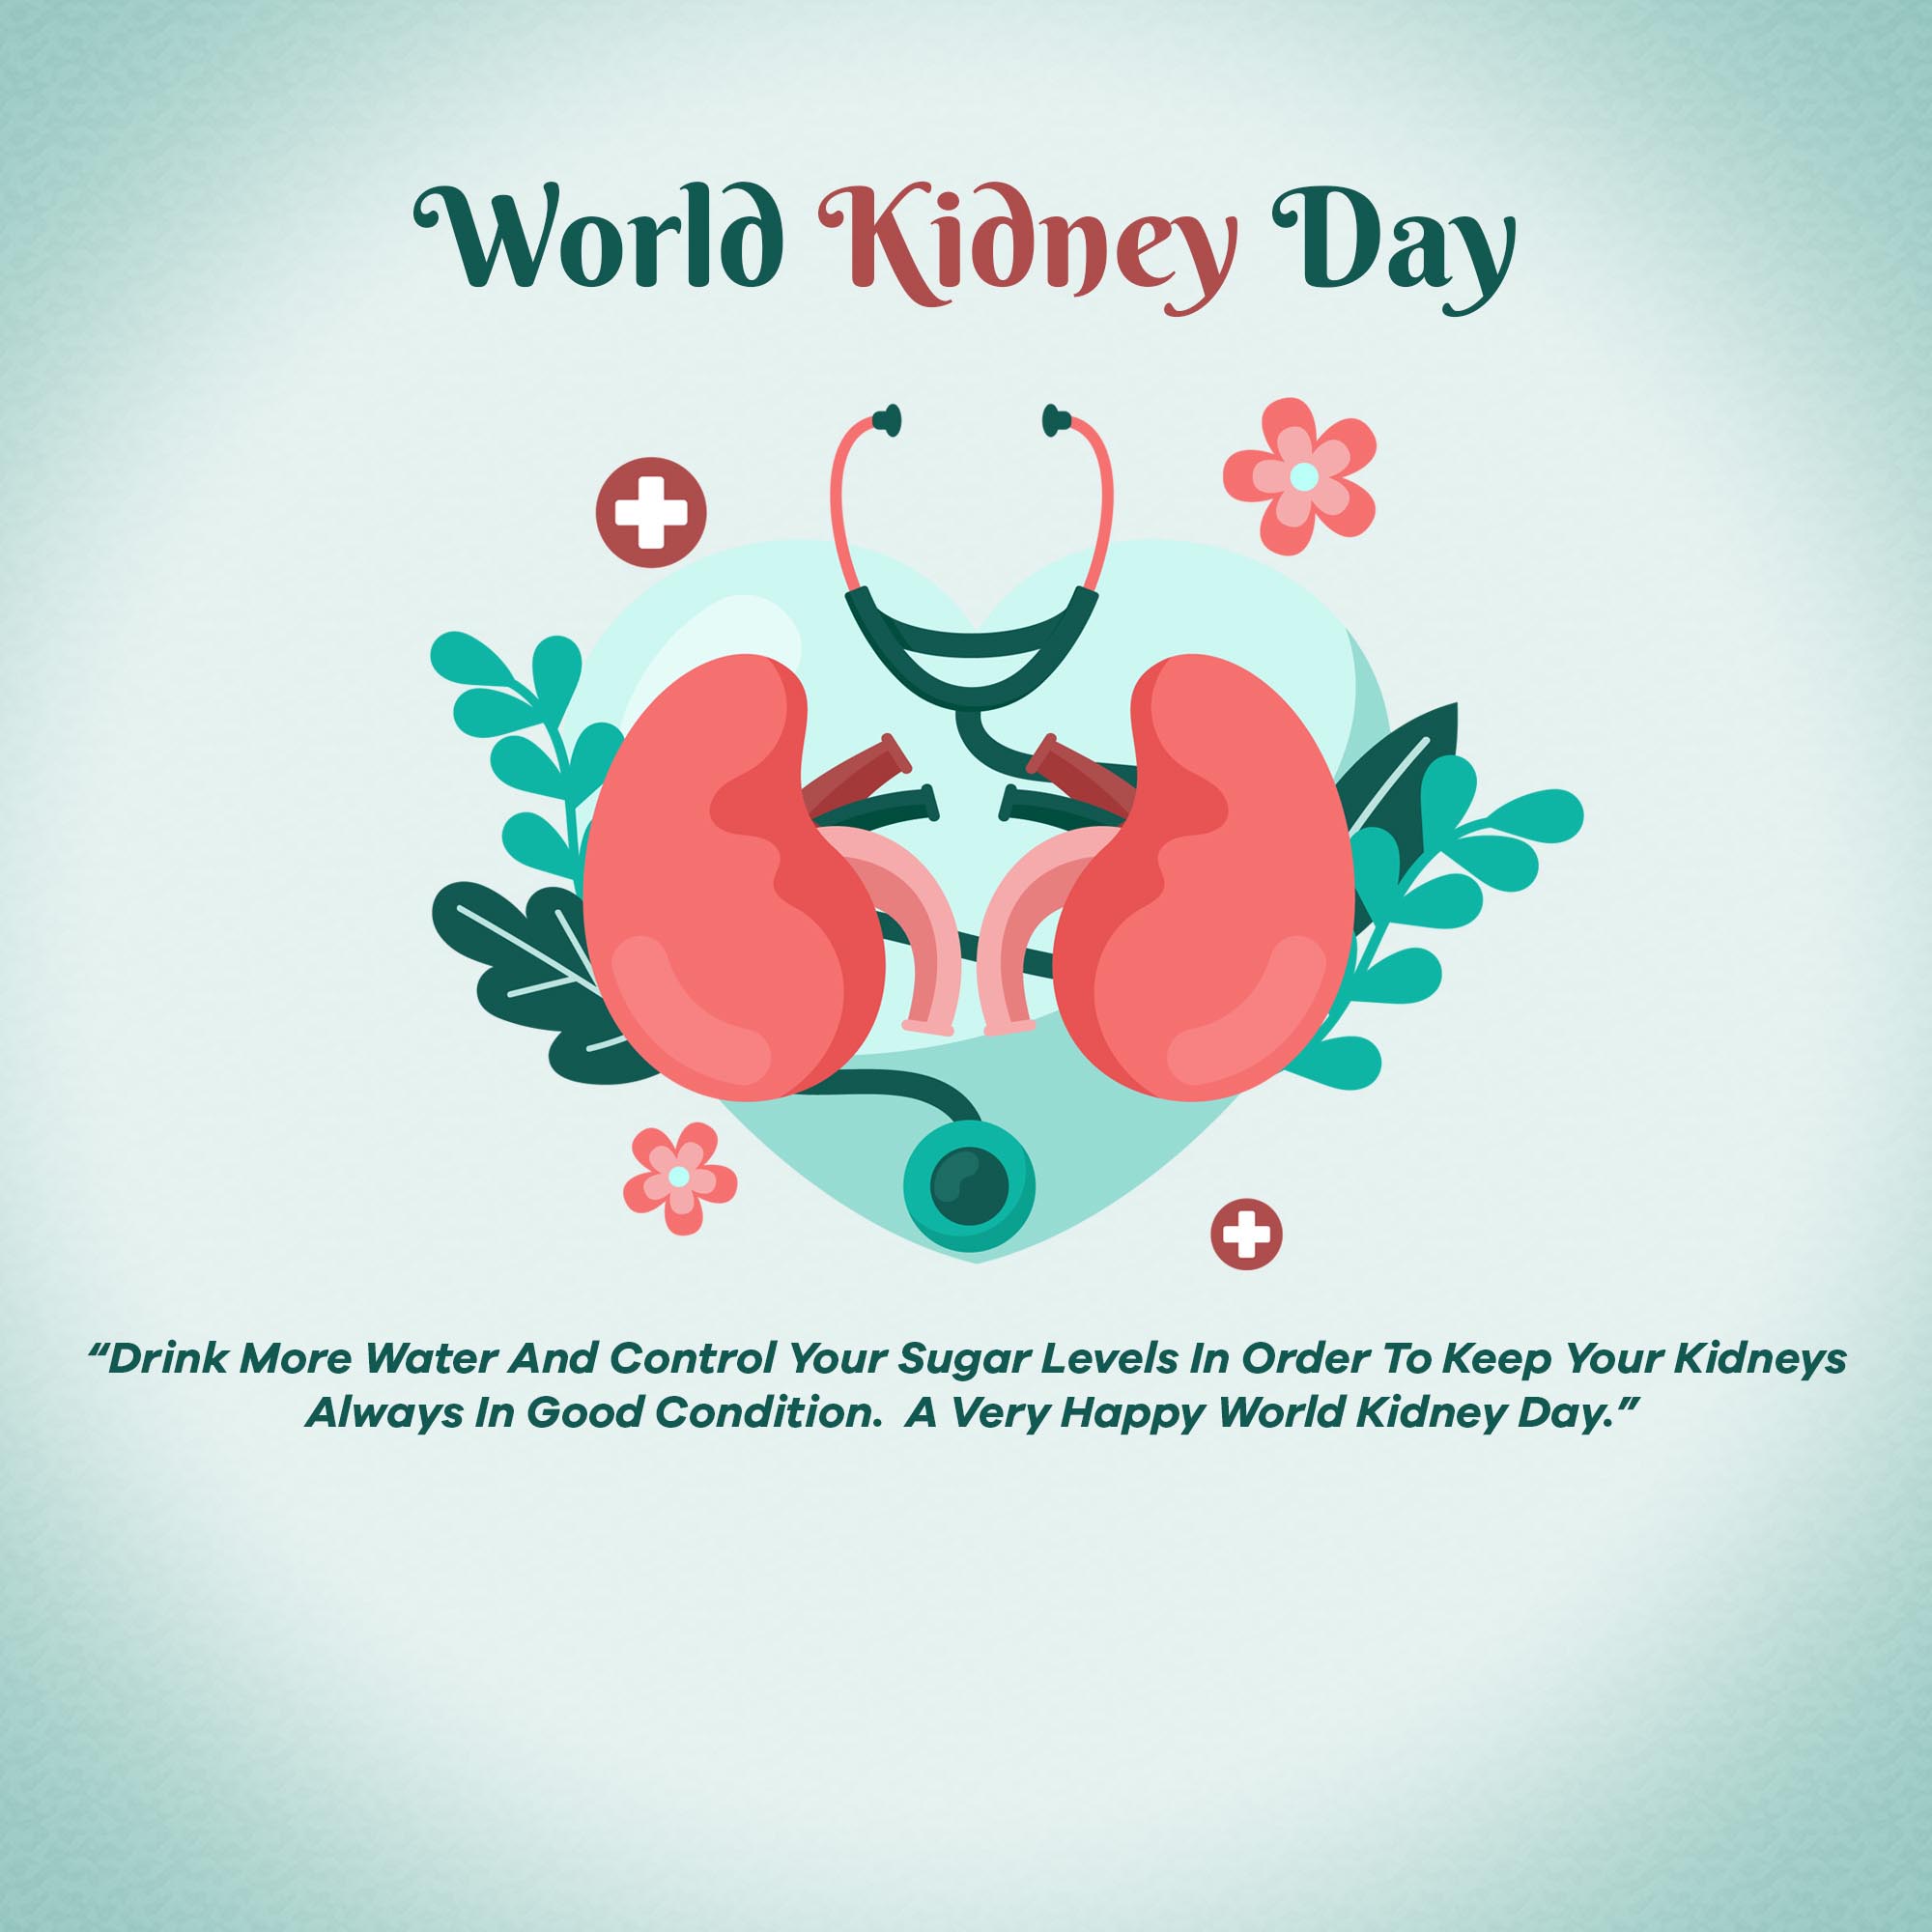 World Kidney Day
“Drink More Water And Control Your Sugar Levels In Order To Keep Your Kidneys
Always In Good Condition.  A Very Happy World Kidney Day.”